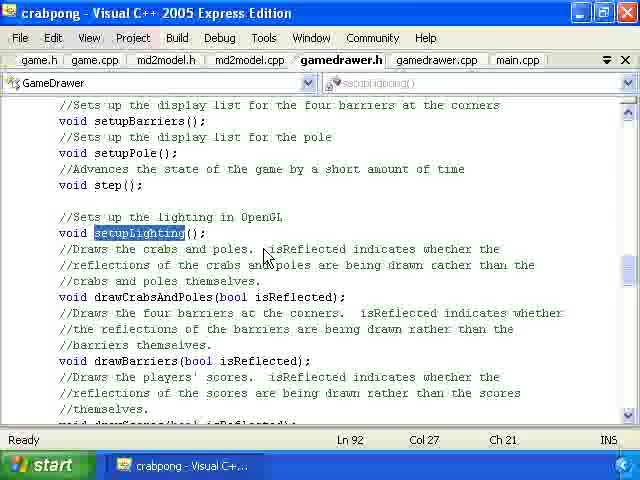 crabpong - Visual C++ 2005 Express Edition
File Edit View Project Build Debug Tools Window Community Help
game.h game.cpp md2model.h md2model.cpp gamedrawer.h gamedrawer.cpp main.cpp
GameDrawer setupLighting()
//Sets up the display list for the four barriers at the corners
void setupBarriers();
//Sets up the display list for the pole
void setupPole();
//Advances the state of the game by a short amount of time
void step();
//Sets up the lighting in OpenGL
void setupLighting();
//Draws the crabs and poles.  isReflected indicates whether the
//reflections of the crabs and poles are being drawn rather than the
//crabs and poles themselves.
void drawCrabsAndPoles(bool isReflected);
//Draws the four barriers at the corners.  isReflected indicates whether
//the reflections of the barriers are being drawn rather than the
//barriers themselves.
void drawBarriers(bool isReflected);
//Draws the players' scores.  isReflected indicates whether the
//reflections of the scores are being drawn rather than the scores
//themselves.
void drawScores(bool isReflected);
Ready Ln 92 Col 27 Ch 21 INS
start crabpong - Visual C+...